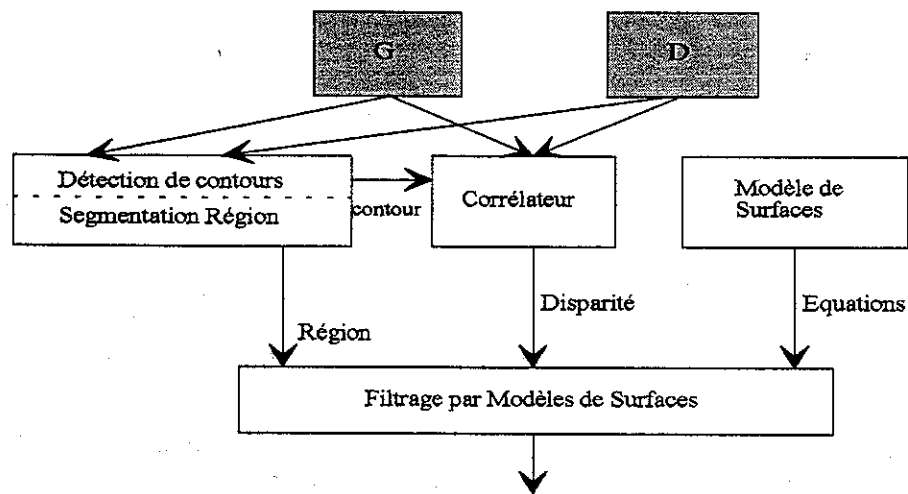 G
D
Détection de contours
Segmentation Région
contour
Corrélateur
Modèle de
Surfaces
Région
Disparité
Equations
Filtrage par Modèles de Surfaces